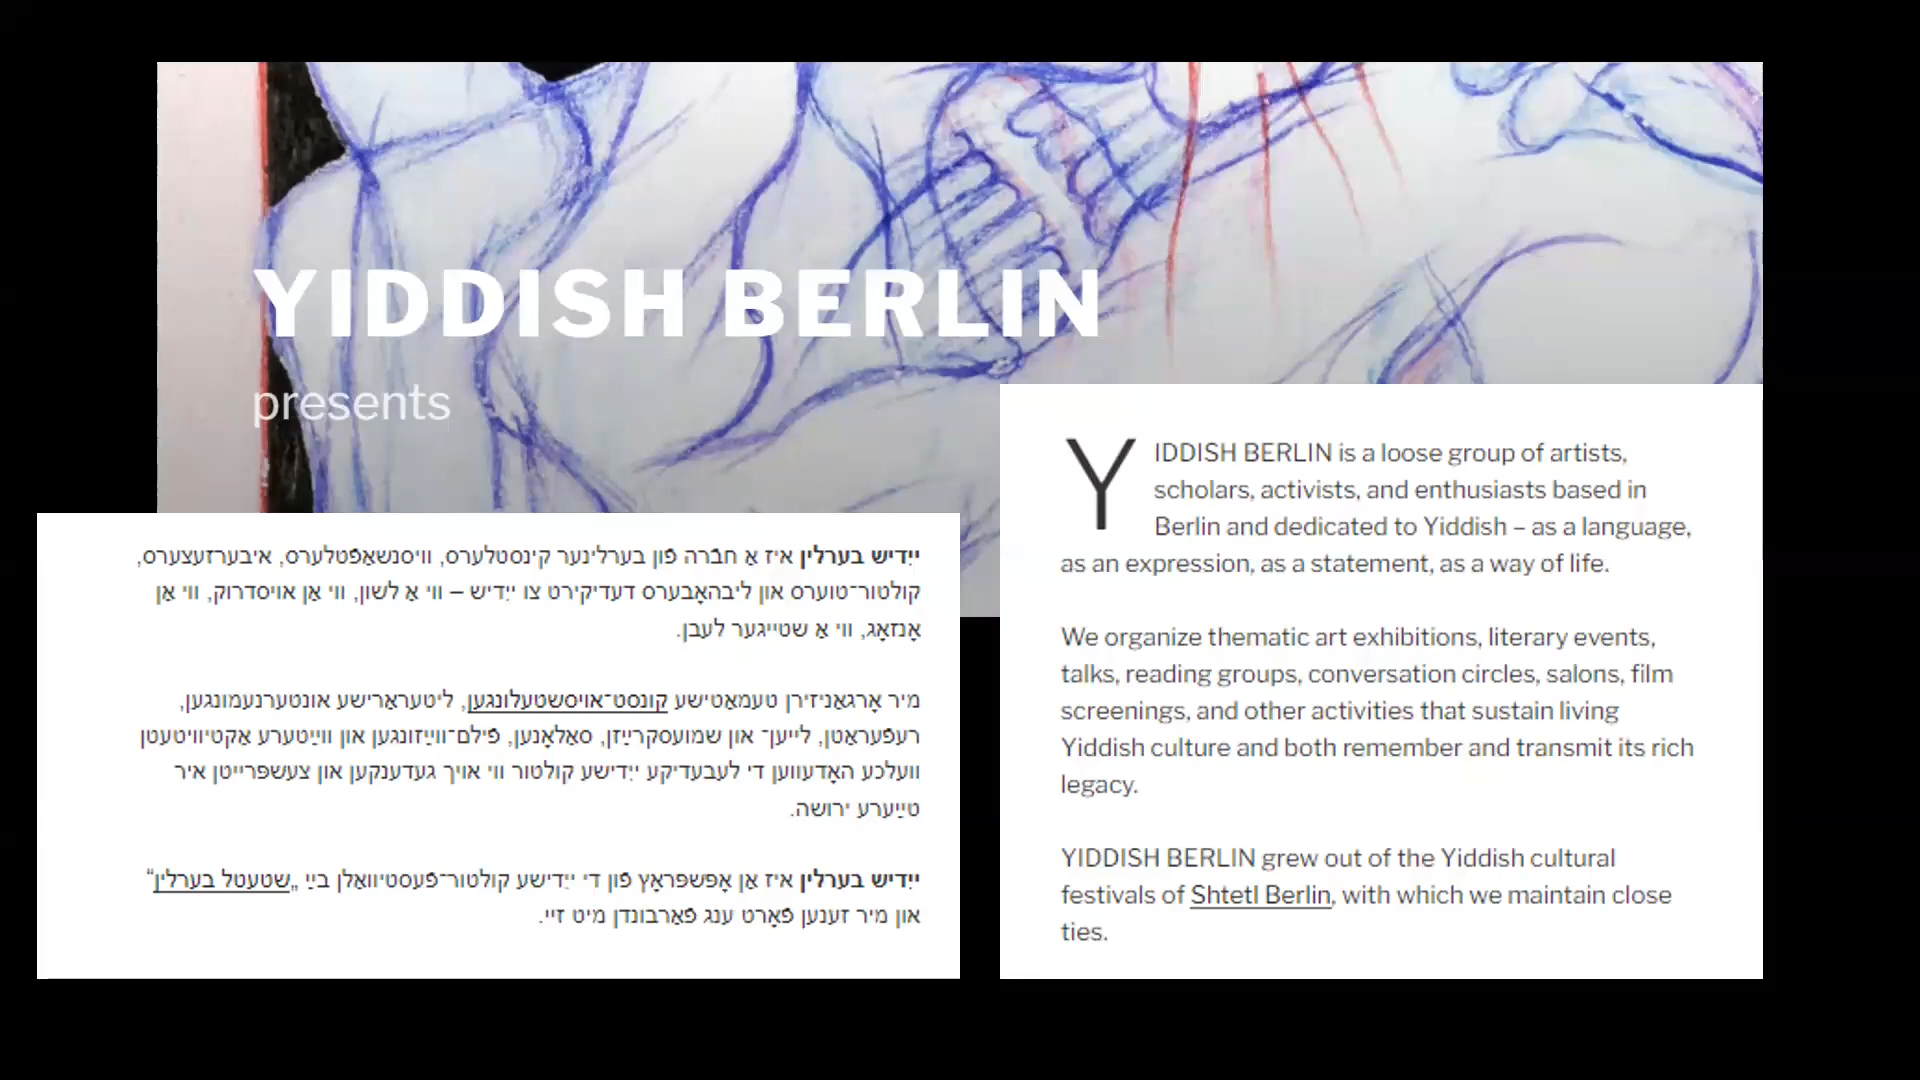 YIDDISH BERLIN
presents
ייִדיש בערלין איז אַ חבֿרה פֿון בערלינער קינסטלערס, וויסנשאַפֿטלערס, איבערזעצערס,
קולטור־טוערס און ליבהאָבערס דעדיקירט צו ייִדיש – ווי אַ לשון, ווי אַן אויסדרוק, ווי אַן
אָנזאָג, ווי אַ שטייגער לעבן.
מיר אָרגאַניזירן טעמאַטישע קונסט־אויסשטעלונגען, ליטעראַרישע אונטערנעמונגען,
רעפֿעראַטן, לייען־ און שמועסקרײַזן, סאַלאָנען, פֿילם־ווײַזונגען און ווײַטערע אַקטיוויטעטן
וועלכע האָדעווען די לעבעדיקע ייִדישע קולטור ווי אויך געדענקען און צעשפּרייטן איר
טײַערע ירושה.
ייִדיש בערלין איז אַן אָפּשפּראָץ פֿון די ייִדישע קולטור־פֿעסטיוואַלן בײַ „שטעטל בערלין“
און מיר זענען פֿאָרט ענג פֿאַרבונדן מיט זיי.
YIDDISH BERLIN is a loose group of artists,
scholars, activists, and enthusiasts based in
Berlin and dedicated to Yiddish – as a language,
as an expression, as a statement, as a way of life.
We organize thematic art exhibitions, literary events,
talks, reading groups, conversation circles, salons, film
screenings, and other activities that sustain living
Yiddish culture and both remember and transmit its rich
legacy.
YIDDISH BERLIN grew out of the Yiddish cultural
festivals of Shtetl Berlin, with which we maintain close
ties.